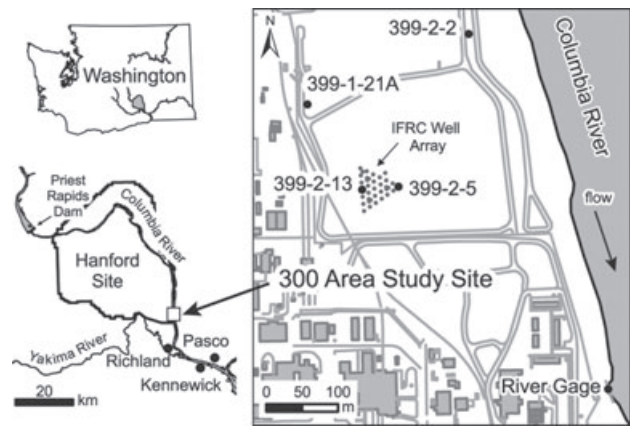 Washington
Priest
Rapids
Dam
Columbia River
Hanford
Site
300 Area Study Site
Yakima River
Richland
Pasco
Kennewick
20
km
N
399-2-2
399-1-21A
IFRC Well
Array
399-2-13
399-2-5
Columbia River
flow
River Gage
0 50 100
m